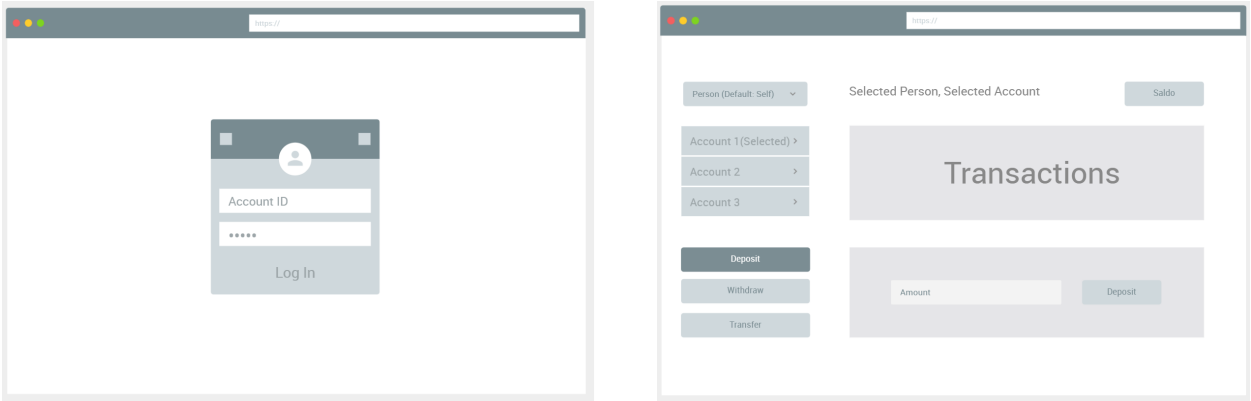 https://
Account ID
•••••
Log In
https://
Person (Default: Self)
Selected Person, Selected Account
Saldo
Account 1(Selected)
Account 2
Account 3
Transactions
Deposit
Withdraw
Transfer
Amount
Deposit